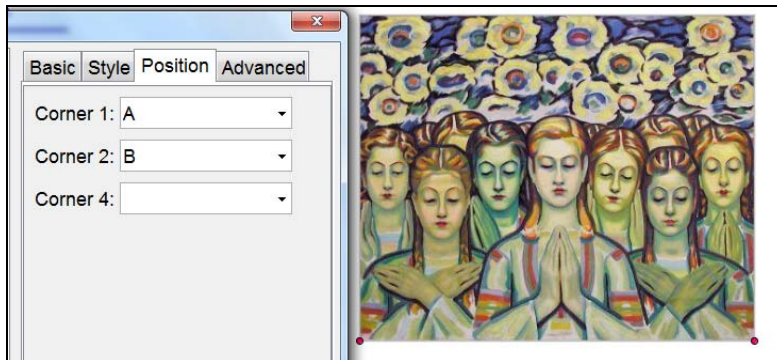 Basic Style Position Advanced
Corner 1: A
Corner 2: B
Corner 4: